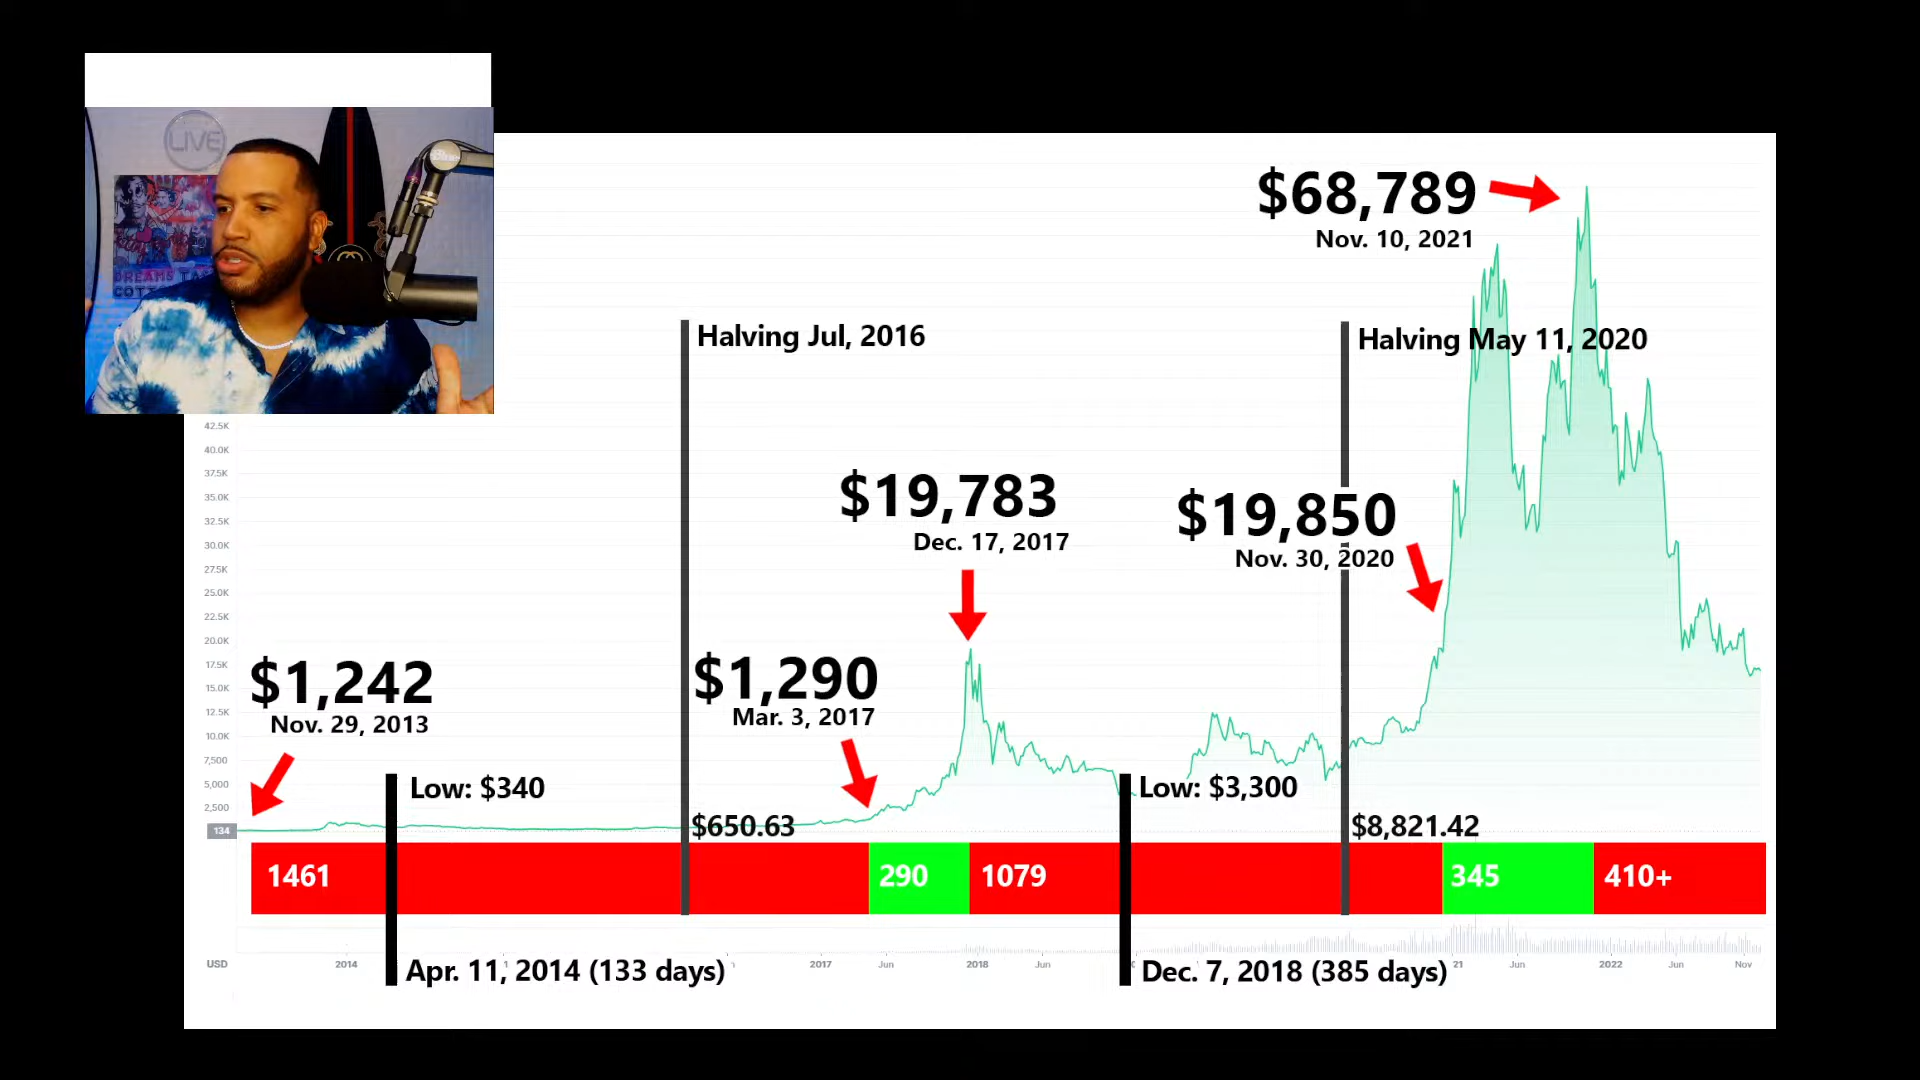 LIVE
DREAMS
$68,789
Nov. 10, 2021
Halving Jul, 2016
Halving May 11, 2020
42.5K
40.0K
37.5K
35.0K
32.5K
30.0K
27.5K
25.0K
22.5K
20.0K
17.5K
15.0K
12.5K
10.0K
7,500
5,000
2,500
134
$19,783
Dec. 17, 2017
$19,850
Nov. 30, 2020
$1,242
Nov. 29, 2013
$1,290
Mar. 3, 2017
Low: $340
Low: $3,300
$650.63
$8,821.42
1461
290
1079
345
410+
USD
2014
2017
Jun
2018
Jun
21
Jun
2022
Jun
Nov
Apr. 11, 2014 (133 days)
Dec. 7, 2018 (385 days)